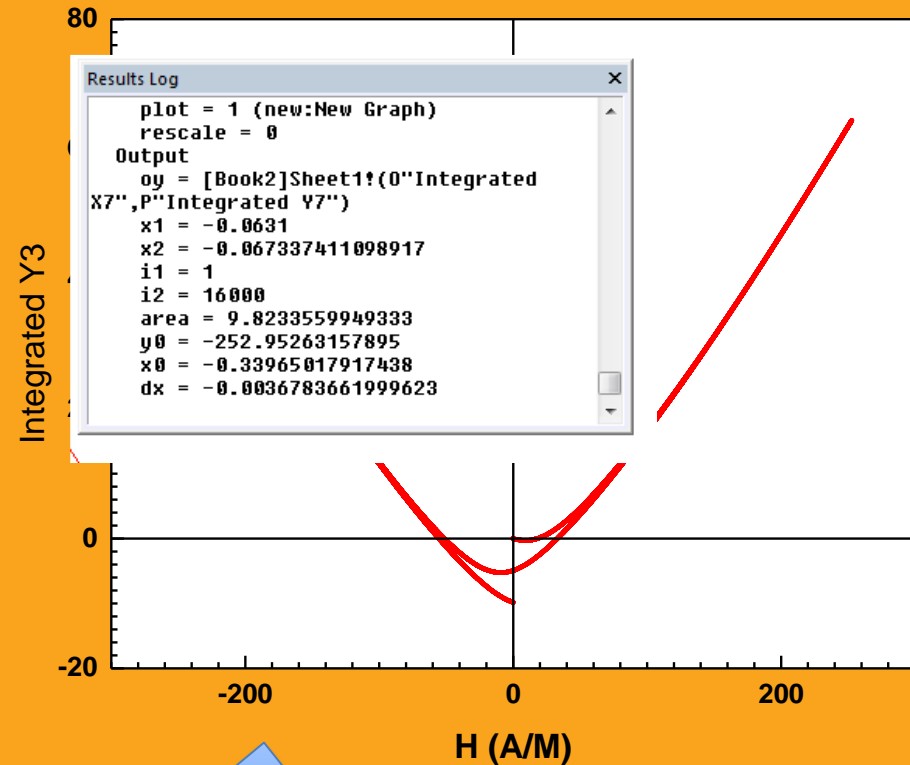 80
Results Log
plot = 1 (new:New Graph)
rescale = 0
Output
oy = [Book2]Sheet1!(O"Integrated
X7",P"Integrated Y7")
x1 = -0.0631
x2 = -0.067337411098917
i1 = 1
i2 = 16000
area = 9.8233559949333
y0 = -252.95263157895
x0 = -0.33965017917438
dx = -0.0036783661999623
Integrated Y3
0
-20
-200
0
200
H (A/M)